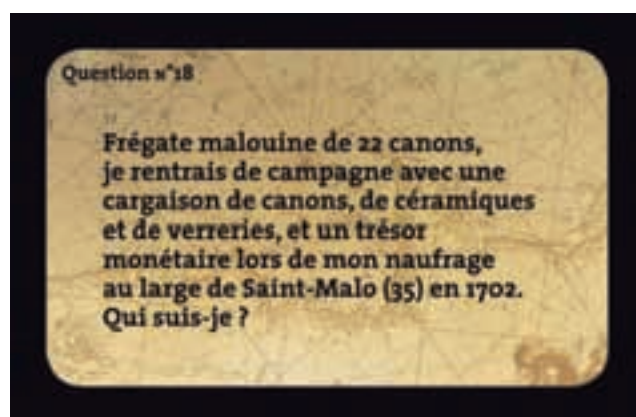 Question n°18
Frégate malouine de 22 canons,
je rentrais de campagne avec une
cargaison de canons, de céramiques
et de verreries, et un trésor
monétaire lors de mon naufrage
au large de Saint-Malo (35) en 1702.
Qui suis-je ?